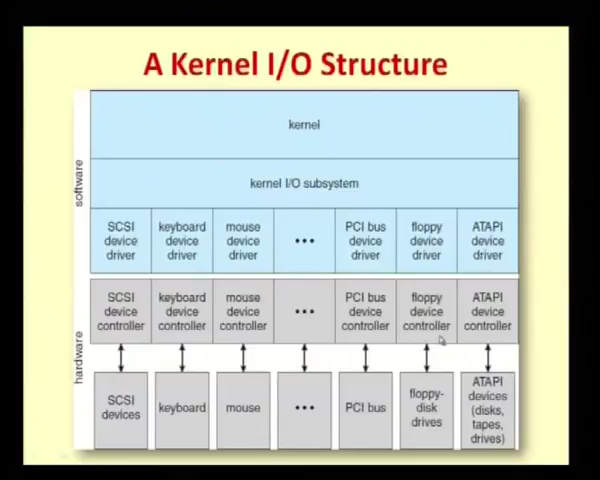 A Kernel I/O Structure
software
kernel
kernel I/O subsystem
SCSI
device
driver
keyboard
device
driver
mouse
device
driver
•••
PCI bus
device
driver
floppy
device
driver
ATAPI
device
driver
hardware
SCSI
device
controller
keyboard
device
controller
mouse
device
controller
•••
PCI bus
device
controller
floppy
device
controller
ATAPI
device
controller
SCSI
devices
keyboard
mouse
•••
PCI bus
floppy-
disk
drives
ATAPI
devices
(disks,
tapes,
drives)